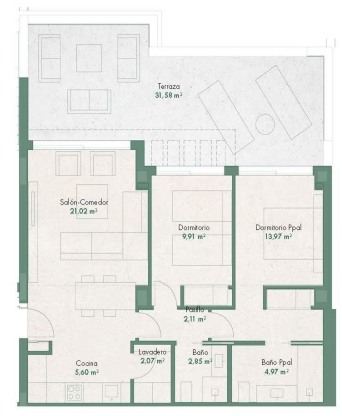 Terraza
31,58 m²
Salón-Comedor
21,02 m²
Dormitorio
9,91 m²
Dormitorio Ppal
13,97 m²
Pasillo
2,11 m²
Cocina
5,60 m²
Lavadero
2,07 m²
Baño
2,85 m²
Baño Ppal
4,97 m²